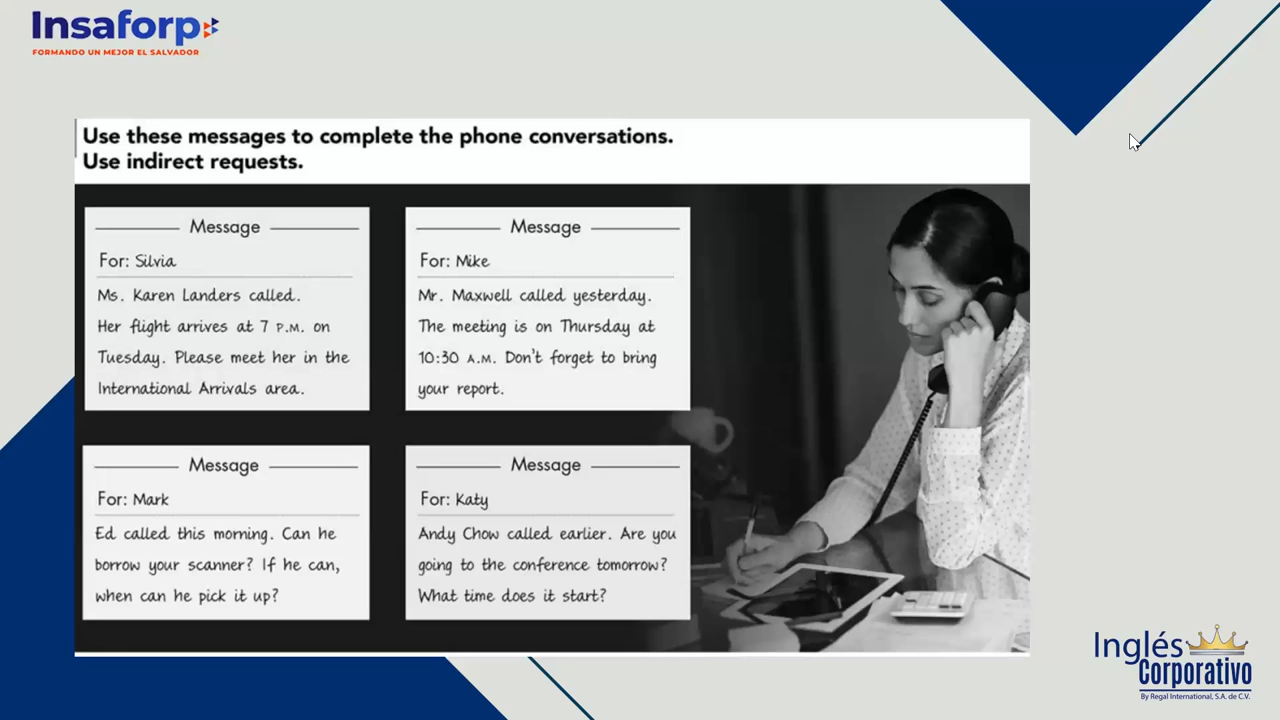 Insaforp
FORMANDO UN MEJOR EL SALVADOR
Use these messages to complete the phone conversations.
Use indirect requests.
Message
For: Silvia
Ms. Karen Landers called.
Her flight arrives at 7 P.M. on
Tuesday. Please meet her in the
International Arrivals area.
Message
For: Mike
Mr. Maxwell called yesterday.
The meeting is on Thursday at
10:30 A.M. Don't forget to bring
your report.
Message
For: Mark
Ed called this morning. Can he
borrow your scanner? If he can,
when can he pick it up?
Message
For: Katy
Andy Chow called earlier. Are you
going to the conference tomorrow?
What time does it start?
Inglés
Corporativo
By Regal International, S.A. de C.V.